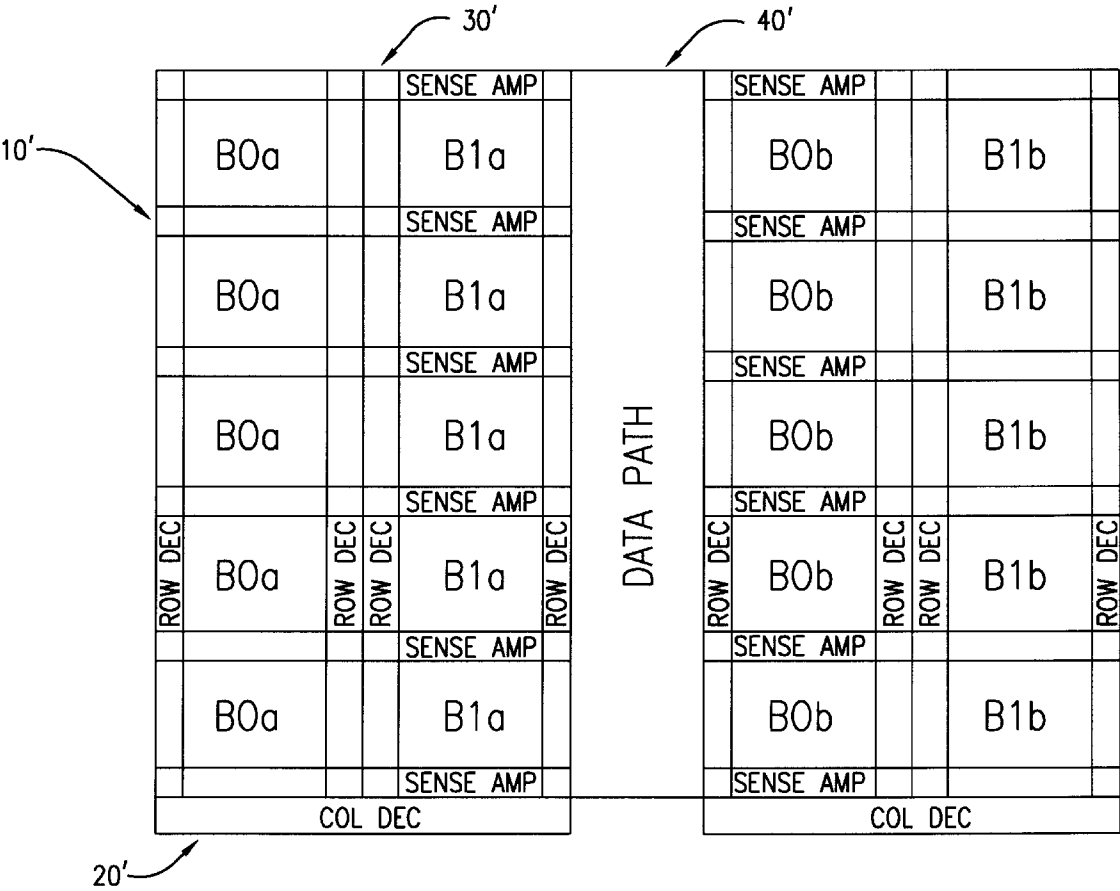 30′ 40′
SENSE AMP SENSE AMP
10′ B0a B1a B0b B1b
SENSE AMP SENSE AMP
B0a B1a B0b B1b
SENSE AMP SENSE AMP
B0a B1a B0b B1b
DATA PATH
SENSE AMP SENSE AMP
ROW DEC B0a ROW DEC ROW DEC B1a ROW DEC ROW DEC B0b ROW DEC ROW DEC B1b ROW DEC
SENSE AMP SENSE AMP
B0a B1a B0b B1b
SENSE AMP SENSE AMP
COL DEC COL DEC
20′